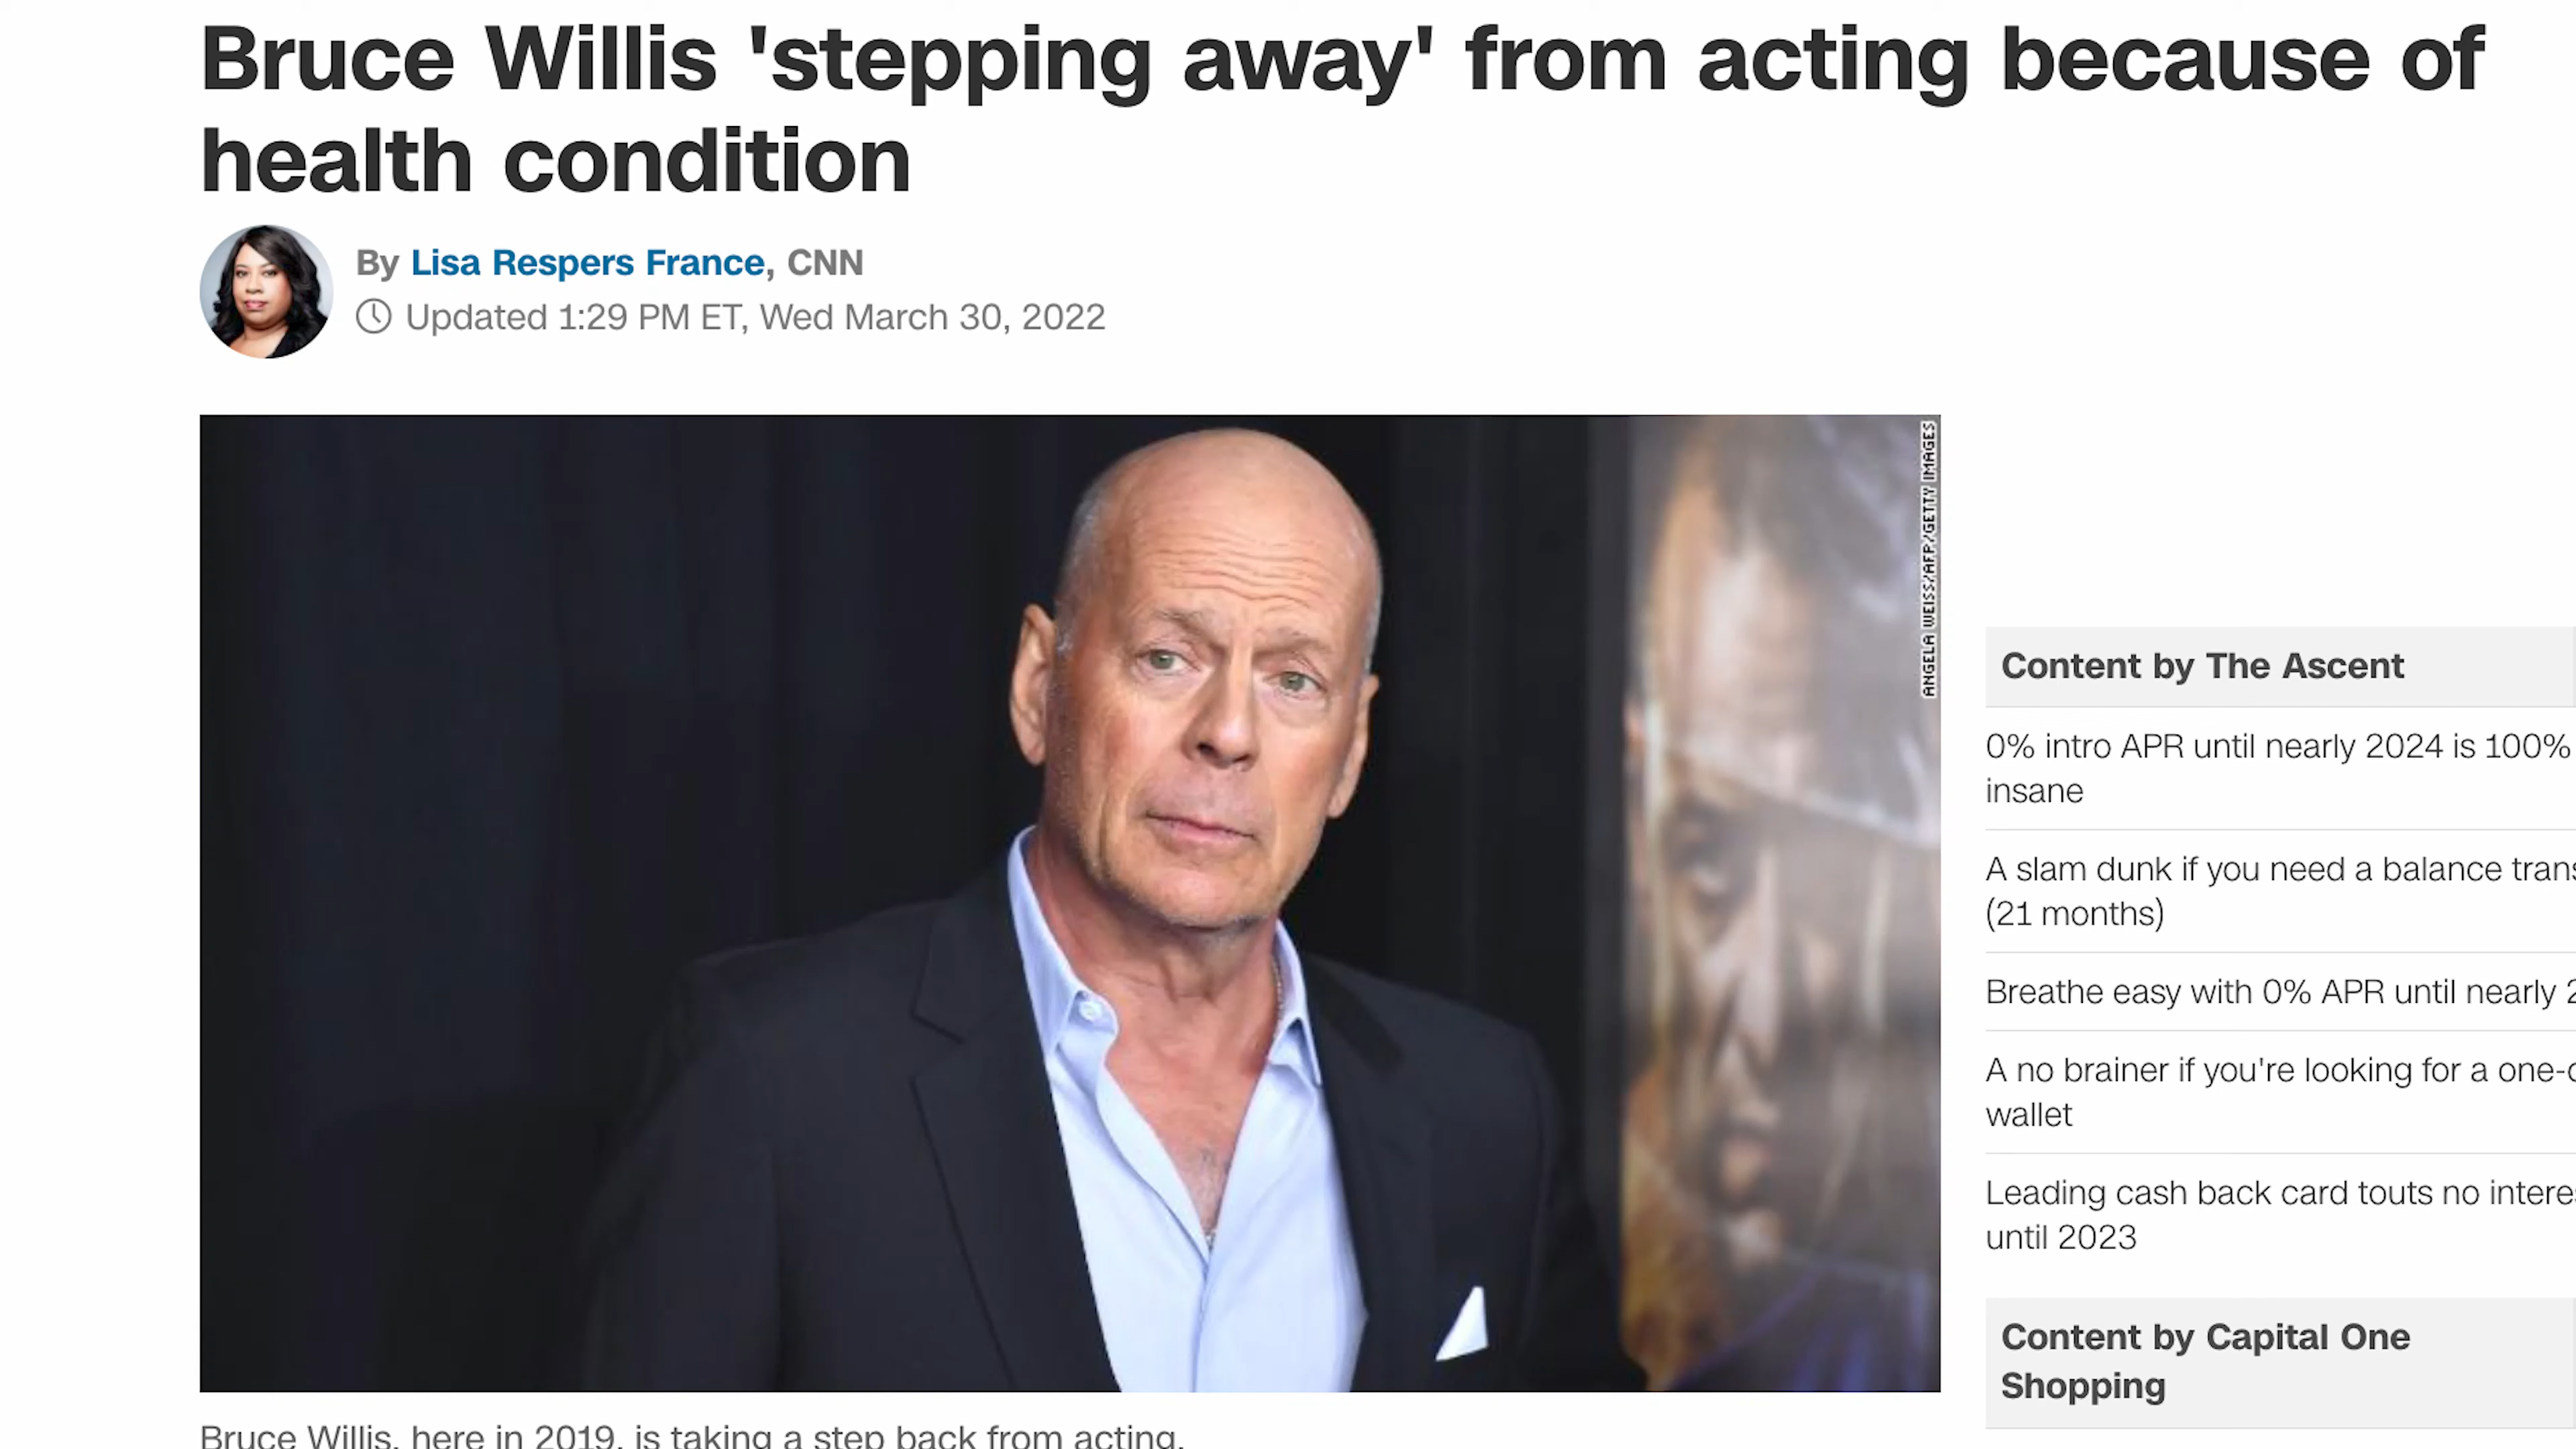 Bruce Willis 'stepping away' from acting because of
health condition
By Lisa Respers France, CNN
Updated 1:29 PM ET, Wed March 30, 2022
ANGELA WEISS/AFP/GETTY IMAGES
Bruce Willis, here in 2019, is taking a step back from acting.
Content by The Ascent
0% intro APR until nearly 2024 is 100%
insane
A slam dunk if you need a balance
(21 months)
Breathe easy with 0% APR until nearly
A no brainer if you're looking for a
wallet
Leading cash back card touts no
until 2023
Content by Capital One
Shopping